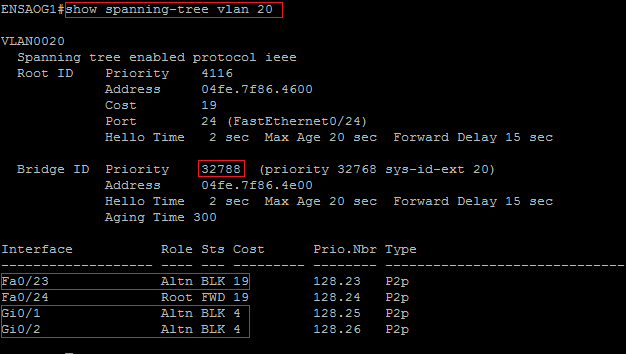 ENSAOG1#show spanning-tree vlan 20
VLAN0020
  Spanning tree enabled protocol ieee
  Root ID    Priority    4116
             Address     04fe.7f86.4600
             Cost        19
             Port        24 (FastEthernet0/24)
             Hello Time   2 sec  Max Age 20 sec  Forward Delay 15 sec
  Bridge ID  Priority    32788  (priority 32768 sys-id-ext 20)
             Address     04fe.7f86.4e00
             Hello Time   2 sec  Max Age 20 sec  Forward Delay 15 sec
             Aging Time 300
Interface           Role Sts Cost      Prio.Nbr Type
------------------- ---- --- --------- -------- --------------------------------
Fa0/23              Altn BLK 19        128.23   P2p
Fa0/24              Root FWD 19        128.24   P2p
Gi0/1               Altn BLK 4         128.25   P2p
Gi0/2               Altn BLK 4         128.26   P2p